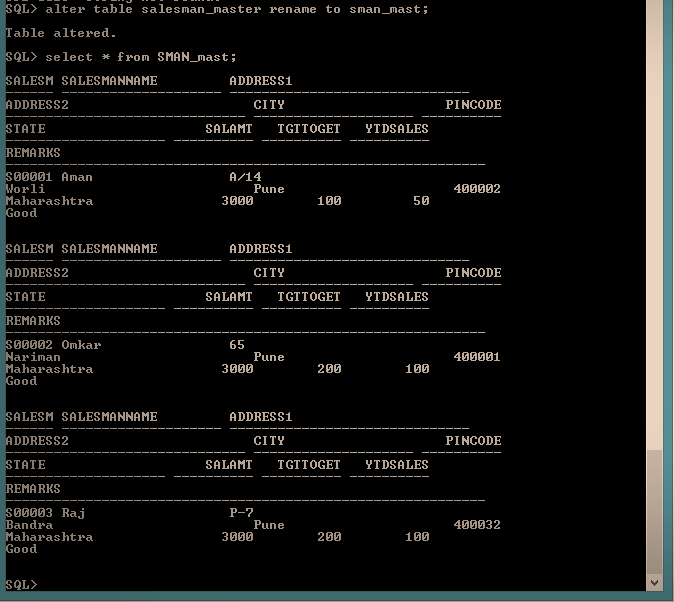 SQL> alter table salesman_master rename to sman_mast;
Table altered.
SQL> select * from SMAN_mast;
SALESM SALESMANNAME ADDRESS1
ADDRESS2 CITY PINCODE
STATE SALAMT TGTTOGET YTDSALES
REMARKS
S00001 Aman A/14
Worli Pune 400002
Maharashtra 3000 100 50
Good
SALESM SALESMANNAME ADDRESS1
ADDRESS2 CITY PINCODE
STATE SALAMT TGTTOGET YTDSALES
REMARKS
S00002 Omkar 65
Nariman Pune 400001
Maharashtra 3000 200 100
Good
SALESM SALESMANNAME ADDRESS1
ADDRESS2 CITY PINCODE
STATE SALAMT TGTTOGET YTDSALES
REMARKS
S00003 Raj P-7
Bandra Pune 400032
Maharashtra 3000 200 100
Good
SQL>